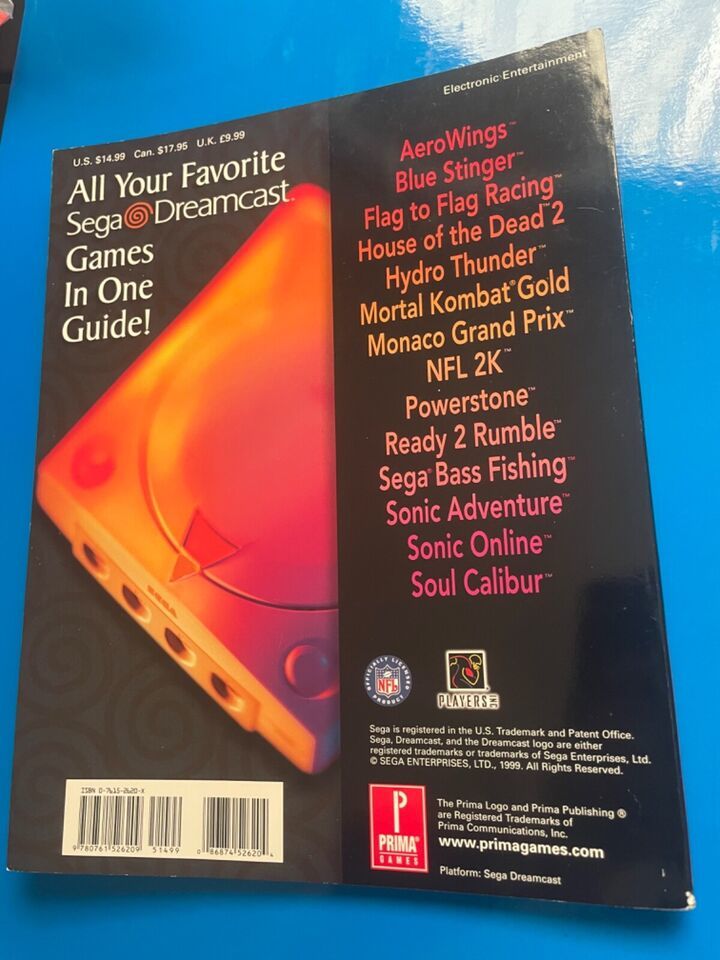 Electronic Entertainment
U.S. $14.99 Can. $17.95 U.K. £9.99
All Your Favorite
Sega Dreamcast
Games
In One
Guide!
AeroWings™
Blue Stinger™
Flag to Flag Racing™
House of the Dead™ 2
Hydro Thunder™
Mortal Kombat® Gold
Monaco Grand Prix™
NFL 2K™
Powerstone™
Ready 2 Rumble™
Sega® Bass Fishing™
Sonic Adventure™
Sonic Online™
Soul Calibur™
SEGA
OFFICIALLY LICENSED
NFL
PRODUCT
PLAYERS INC
Sega is registered in the U.S. Trademark and Patent Office.
Sega, Dreamcast, and the Dreamcast logo are either
registered trademarks or trademarks of Sega Enterprises, Ltd.
© SEGA ENTERPRISES, LTD., 1999. All Rights Reserved.
ISBN 0-7615-2620-X
9 780761 526209 51499
0 86874 52620 4
P
PRIMA
GAMES
The Prima Logo and Prima Publishing ®
are Registered Trademarks of
Prima Communications, Inc.
www.primagames.com
Platform: Sega Dreamcast